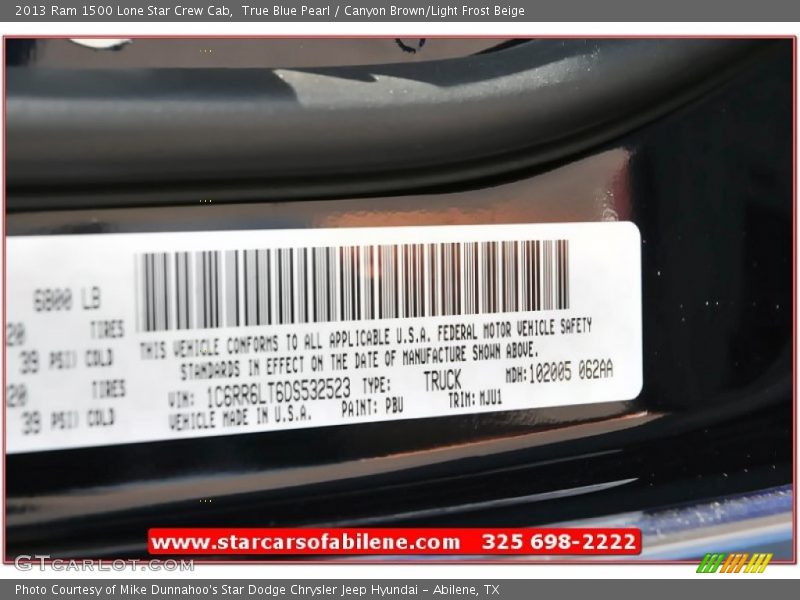 2013 Ram 1500 Lone Star Crew Cab,  True Blue Pearl / Canyon Brown/Light Frost Beige
6800 LB
20 TIRES
39 PSI) COLD
20 TIRES
39 PSI) COLD
THIS VEHICLE CONFORMS TO ALL APPLICABLE U.S.A. FEDERAL MOTOR VEHICLE SAFETY
STANDARDS IN EFFECT ON THE DATE OF MANUFACTURE SHOWN ABOVE.
VIN: 1C6RR6LT6DS532523 TYPE: TRUCK MDH:102005 062AA
VEHICLE MADE IN U.S.A. PAINT: PBU TRIM:MJU1
www.starcarsofabilene.com 325 698-2222
GTcarlot.com
Photo Courtesy of Mike Dunnahoo's Star Dodge Chrysler Jeep Hyundai – Abilene, TX